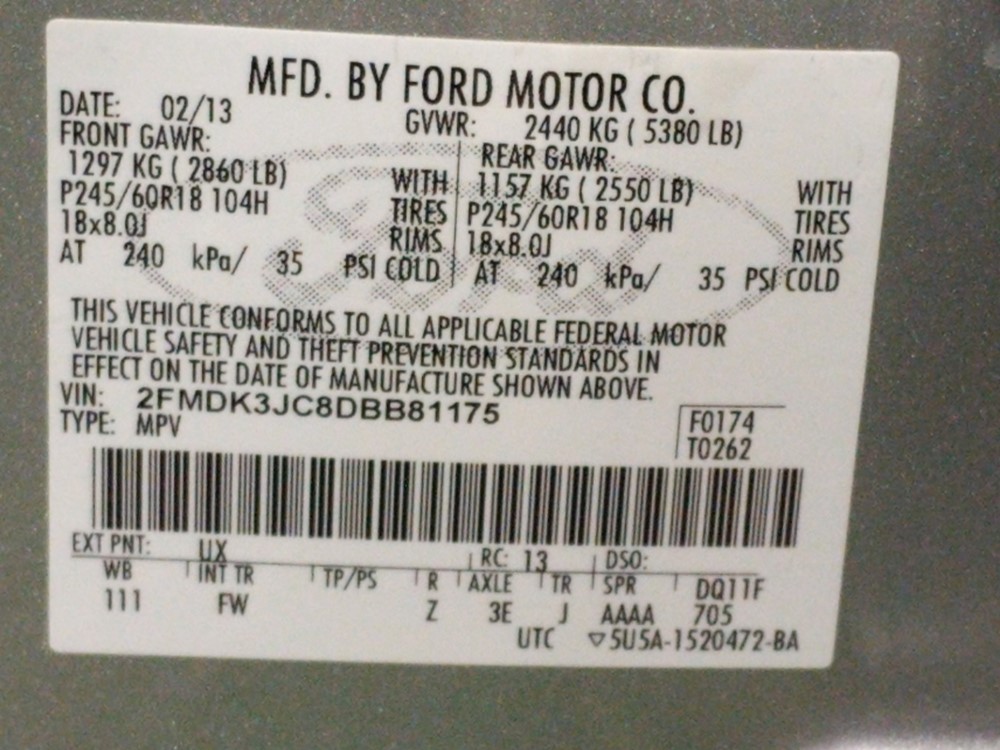 MFD. BY FORD MOTOR CO.
DATE: 02/13 GVWR: 2440 KG ( 5380 LB)
FRONT GAWR: REAR GAWR:
1297 KG ( 2860 LB) WITH 1157 KG ( 2550 LB) WITH
P245/60R18 104H TIRES P245/60R18 104H TIRES
18x8.0J RIMS 18x8.0J RIMS
AT 240 kPa/ 35 PSI COLD AT 240 kPa/ 35 PSI COLD
Ford
THIS VEHICLE CONFORMS TO ALL APPLICABLE FEDERAL MOTOR
VEHICLE SAFETY AND THEFT PREVENTION STANDARDS IN
EFFECT ON THE DATE OF MANUFACTURE SHOWN ABOVE.
VIN: 2FMDK3JC8DBB81175
TYPE: MPV F0174
T0262
EXT PNT: UX RC: 13 DSO:
WB INT TR TP/PS R AXLE TR SPR DQ11F
111 FW Z 3E J AAAA 705
UTC ▽5U5A-1520472-BA